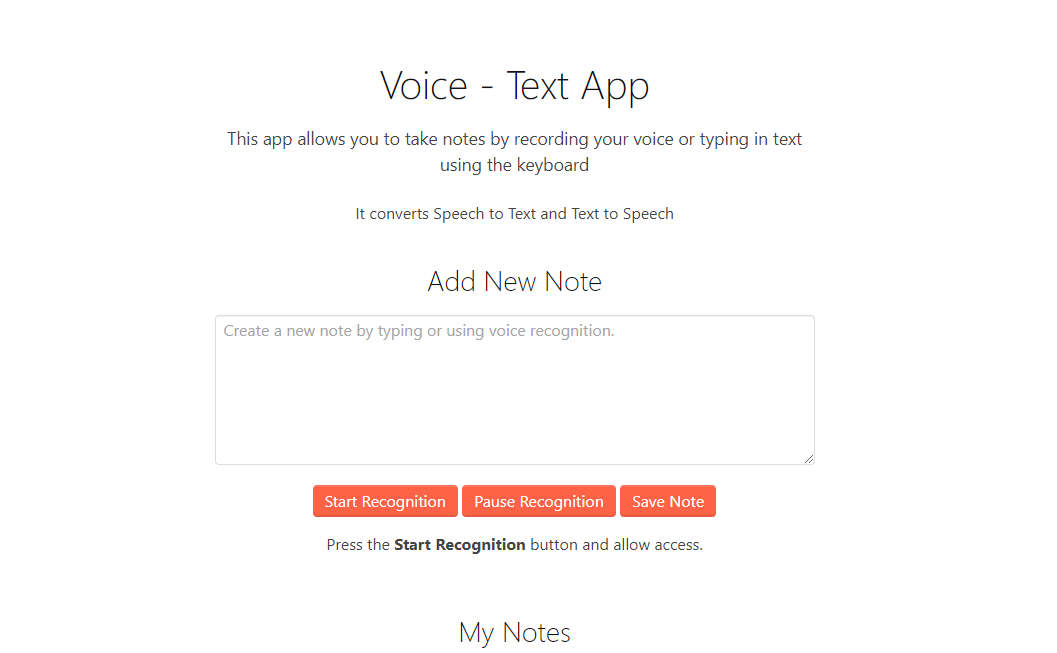 Voice - Text App
This app allows you to take notes by recording your voice or typing in text
using the keyboard
It converts Speech to Text and Text to Speech
Add New Note
Create a new note by typing or using voice recognition.
Start Recognition Pause Recognition Save Note
Press the Start Recognition button and allow access.
My Notes